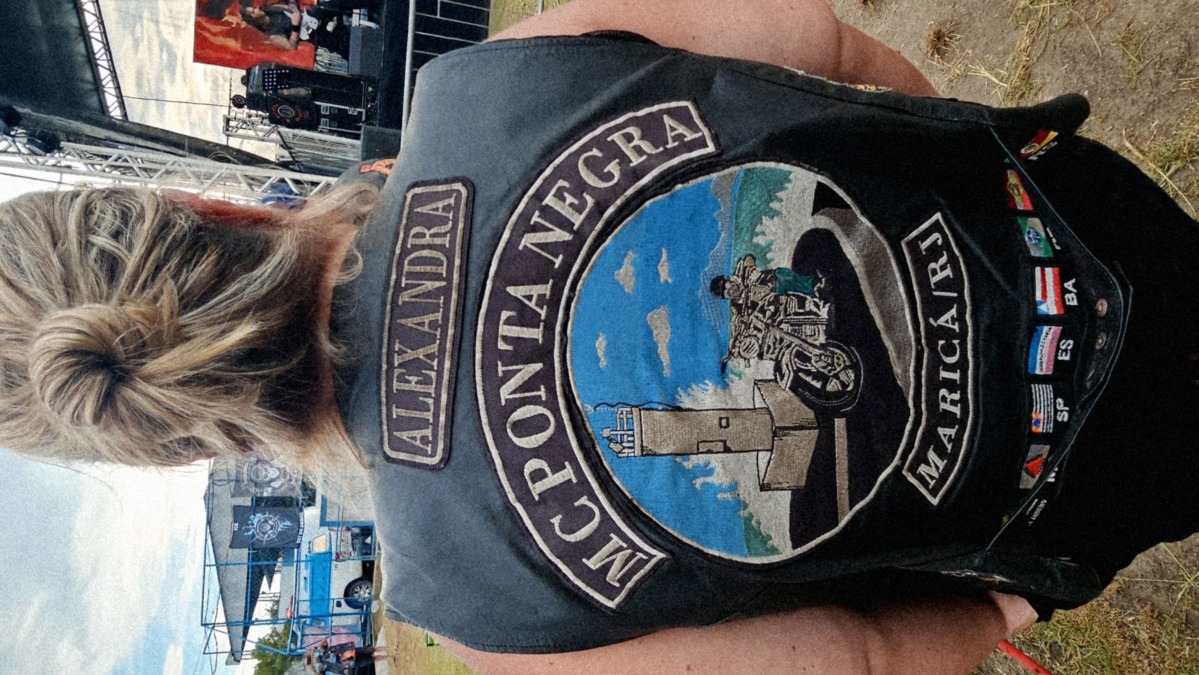 ALEXANDRA
MC PONTA NEGRA
MARICÁ/RJ
SP
ES
BA